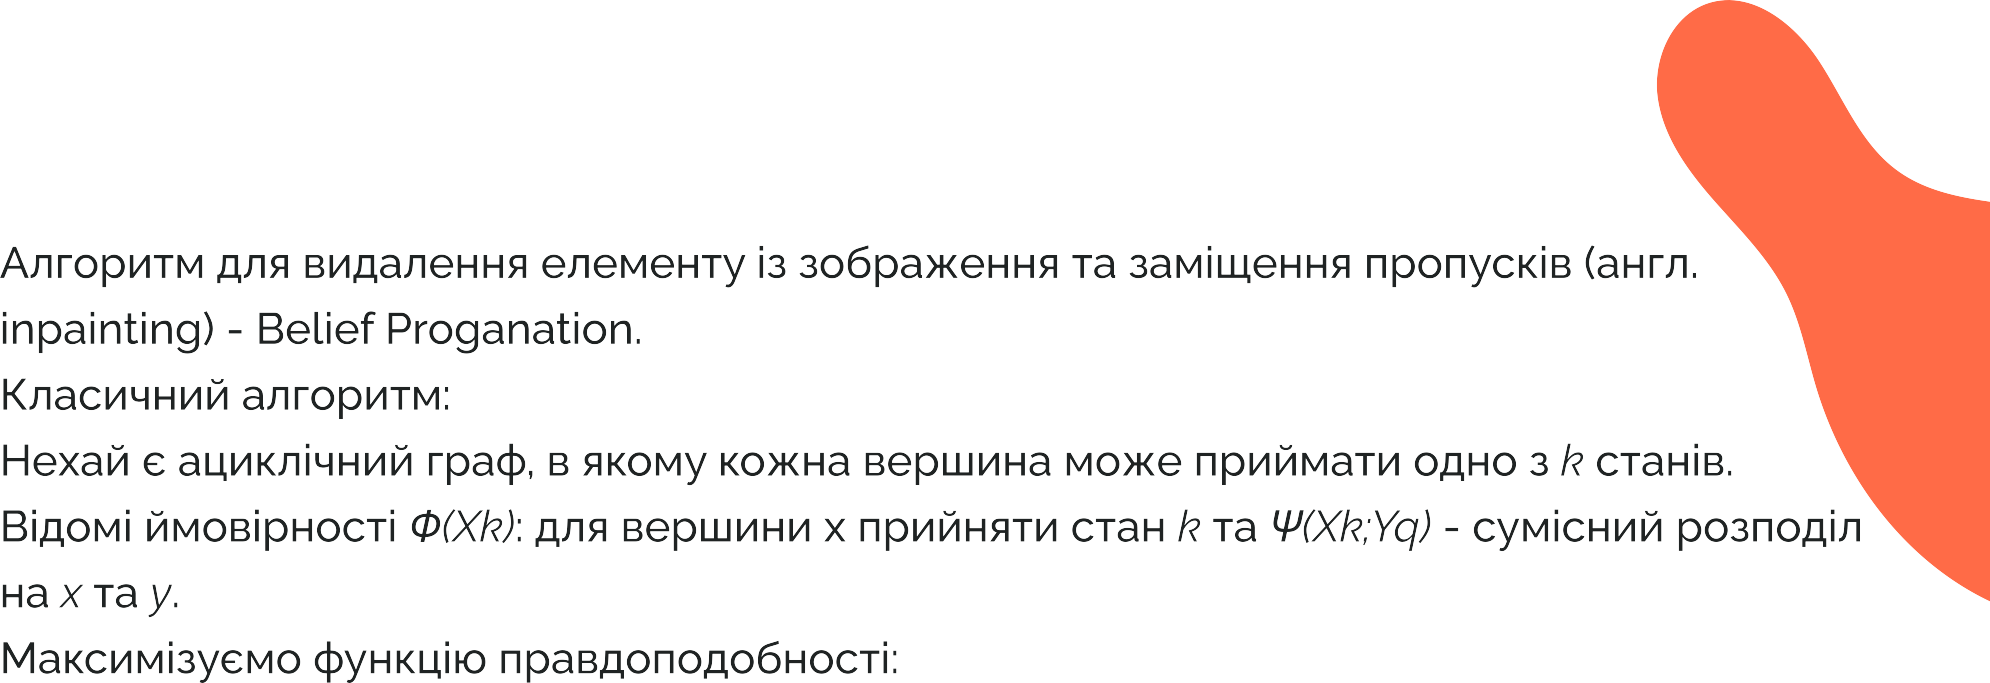 Алгоритм для видалення елементу із зображення та заміщення пропусків (англ.
inpainting) - Belief Proganation.
Класичний алгоритм:
Нехай є ациклічний граф, в якому кожна вершина може приймати одно з k станів.
Відомі ймовірності Φ(Xk): для вершини x прийняти стан k та Ψ(Xk;Yq) - сумісний розподіл
на x та y.
Максимізуємо функцію правдоподобності: